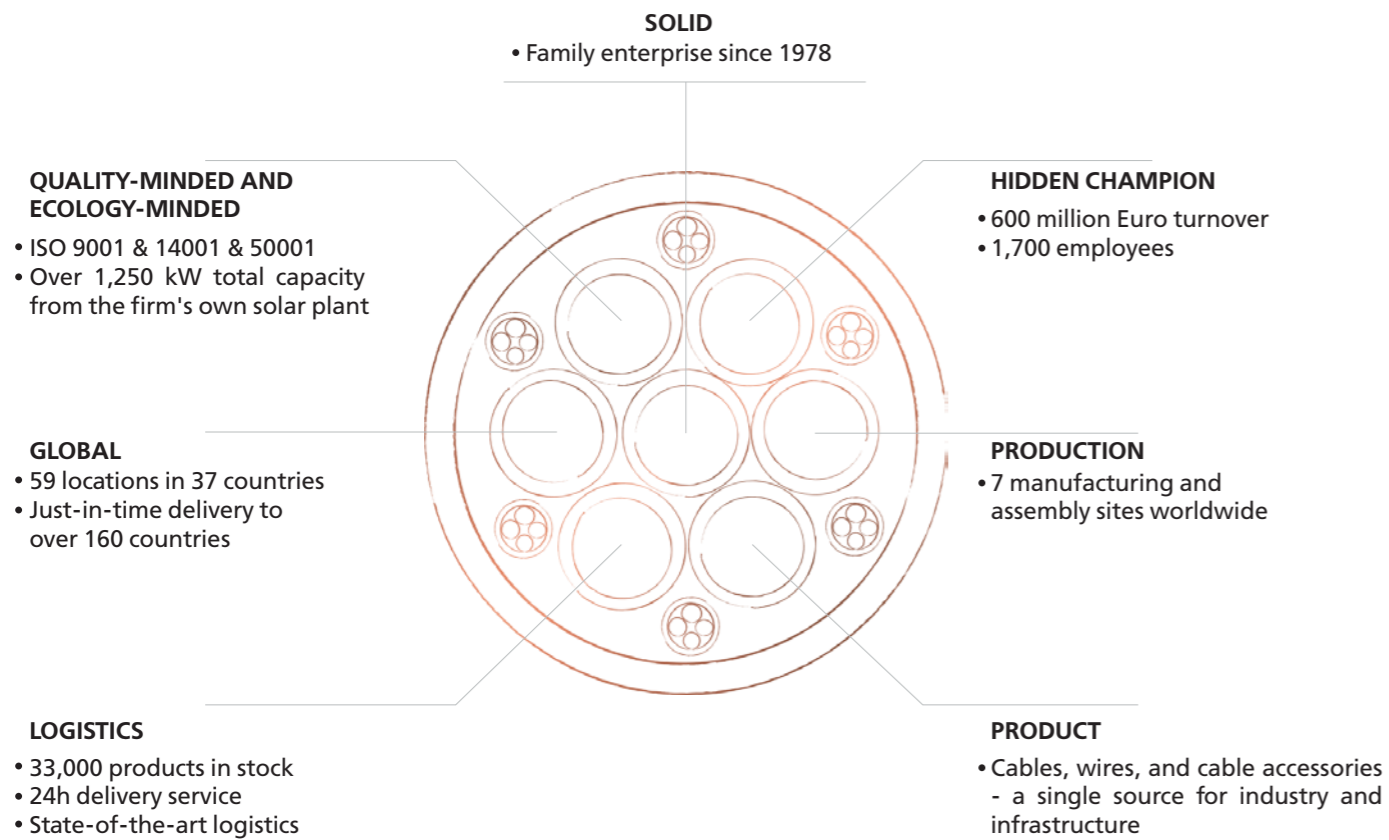 SOLID
• Family enterprise since 1978
QUALITY-MINDED AND
ECOLOGY-MINDED
• ISO 9001 & 14001 & 50001
• Over 1,250 kW total capacity
from the firm's own solar plant
HIDDEN CHAMPION
• 600 million Euro turnover
• 1,700 employees
GLOBAL
• 59 locations in 37 countries
• Just-in-time delivery to
over 160 countries
PRODUCTION
• 7 manufacturing and
assembly sites worldwide
LOGISTICS
• 33,000 products in stock
• 24h delivery service
• State-of-the-art logistics
PRODUCT
• Cables, wires, and cable accessories
- a single source for industry and
infrastructure